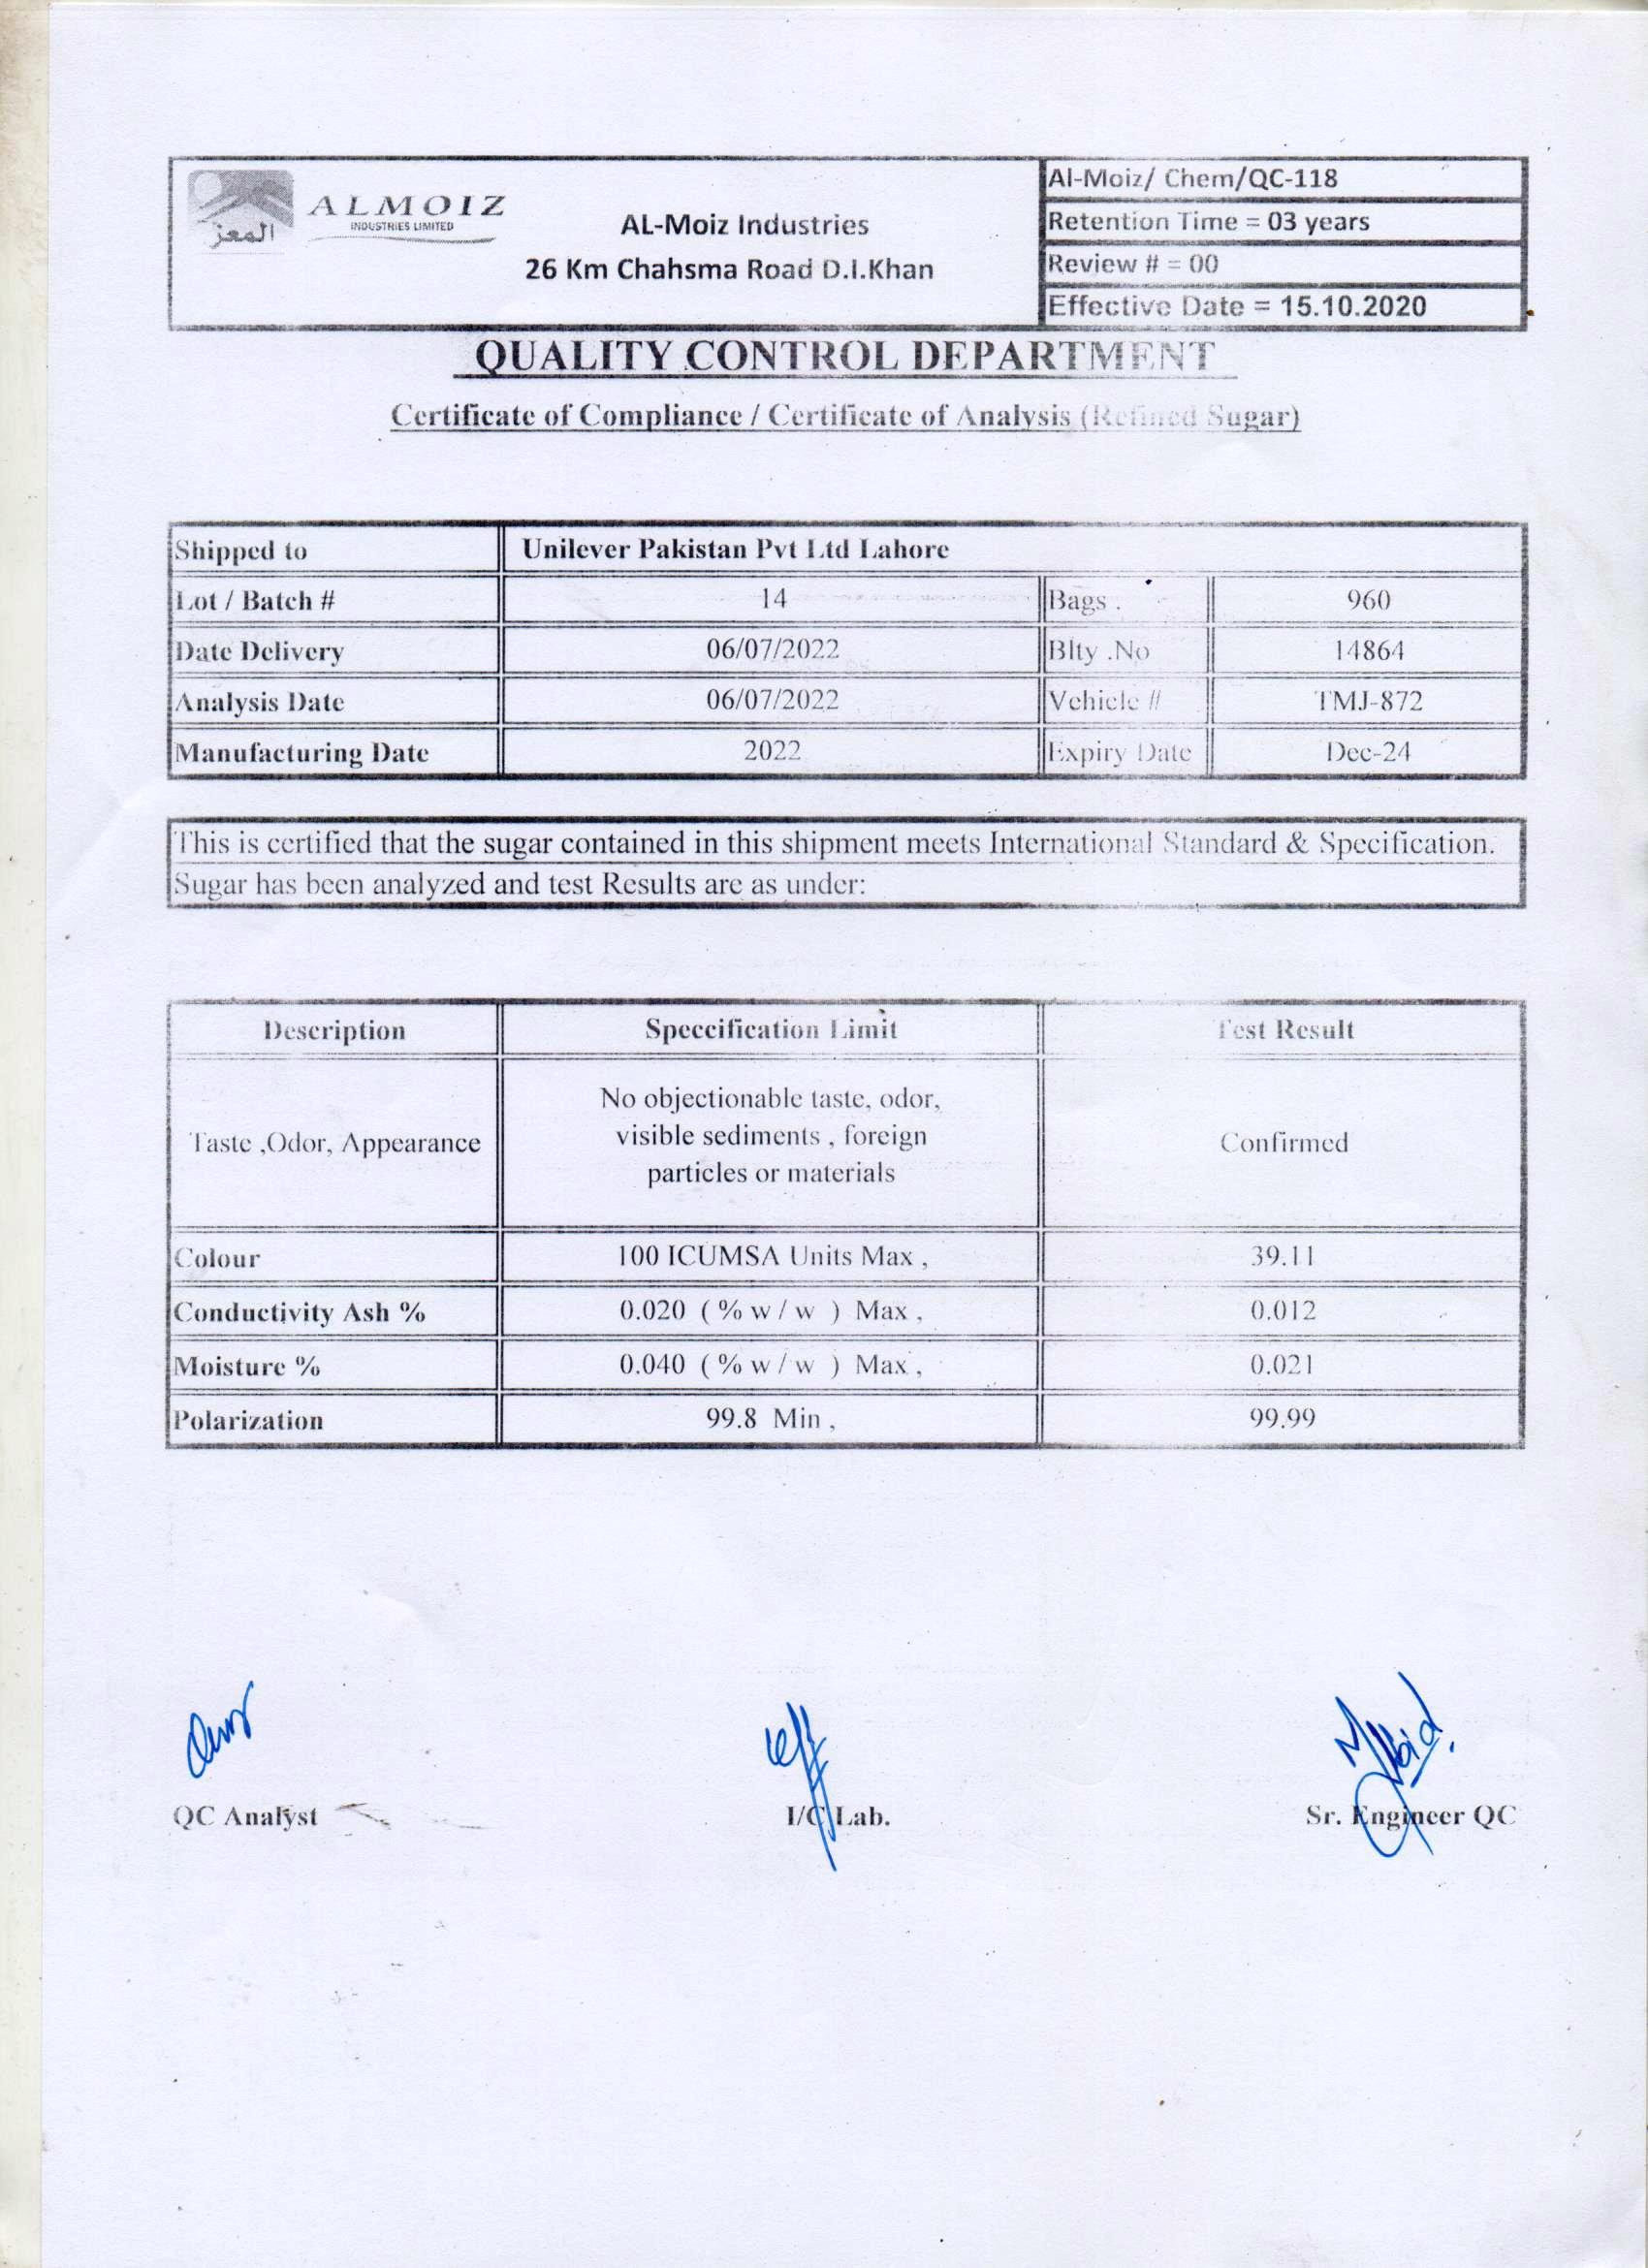 المعز
ALMOIZ
INDUSTRIES LIMITED
AL-Moiz Industries
26 Km Chahsma Road D.I.Khan
Al-Moiz/ Chem/QC-118
Retention Time = 03 years
Review # = 00
Effective Date = 15.10.2020
QUALITY CONTROL DEPARTMENT
Certificate of Compliance / Certificate of Analysis (Refined Sugar)
Shipped to Unilever Pakistan Pvt Ltd Lahore
Lot / Batch # 14 Bags . 960
Date Delivery 06/07/2022 Blty .No 14864
Analysis Date 06/07/2022 Vehicle # TMJ-872
Manufacturing Date 2022 Expiry Date Dec-24
This is certified that the sugar contained in this shipment meets International Standard & Specification.
Sugar has been analyzed and test Results are as under:
Description Speccification Limit Test Result
Taste ,Odor, Appearance No objectionable taste, odor,
visible sediments , foreign
particles or materials
Confirmed
Colour 100 ICUMSA Units Max , 39.11
Conductivity Ash % 0.020 ( % w / w ) Max , 0.012
Moisture % 0.040 ( % w / w ) Max , 0.021
Polarization 99.8 Min , 99.99
QC Analyst I/C Lab. Sr. Engineer QC